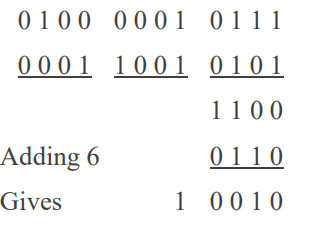 0 1 0 0 0 0 0 1 0 1 1 1
0 0 0 1 1 0 0 1 0 1 0 1
1 1 0 0
Adding 6 0 1 1 0
Gives 1 0 0 1 0